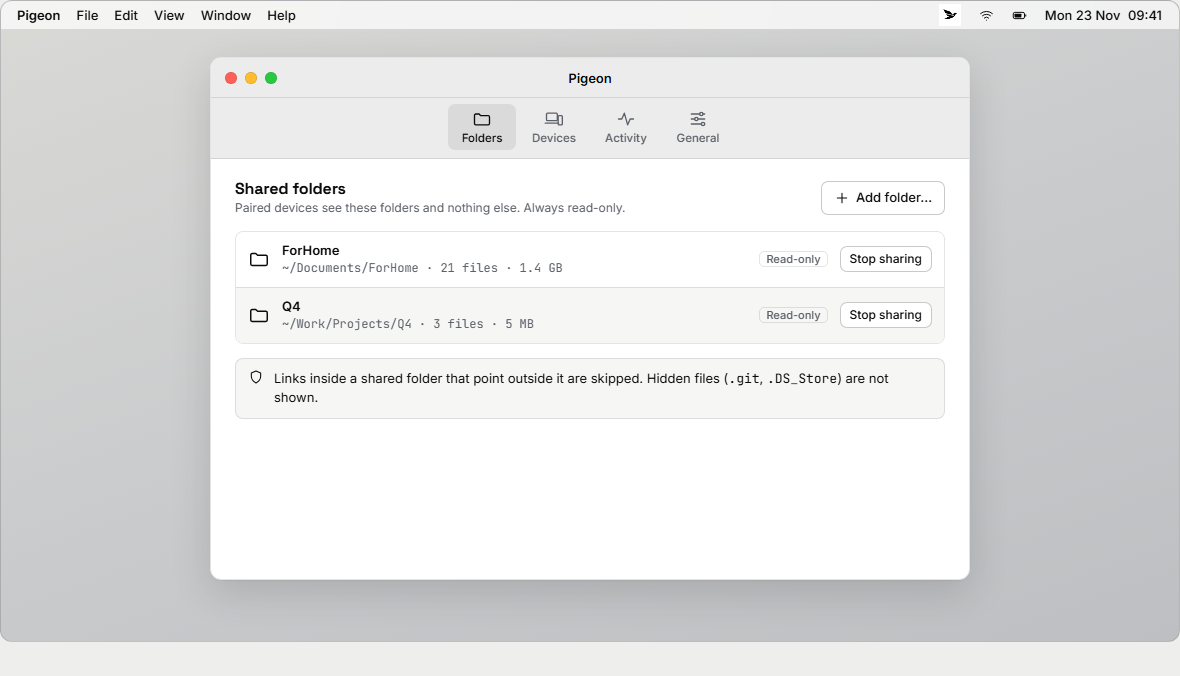 Pigeon File Edit View Window Help Mon 23 Nov 09:41
Pigeon
Folders Devices Activity General
Shared folders
Paired devices see these folders and nothing else. Always read-only.
Add folder...
ForHome
~/Documents/ForHome · 21 files · 1.4 GB
Read-only Stop sharing
Q4
~/Work/Projects/Q4 · 3 files · 5 MB
Read-only Stop sharing
Links inside a shared folder that point outside it are skipped. Hidden files (.git, .DS_Store) are not
shown.